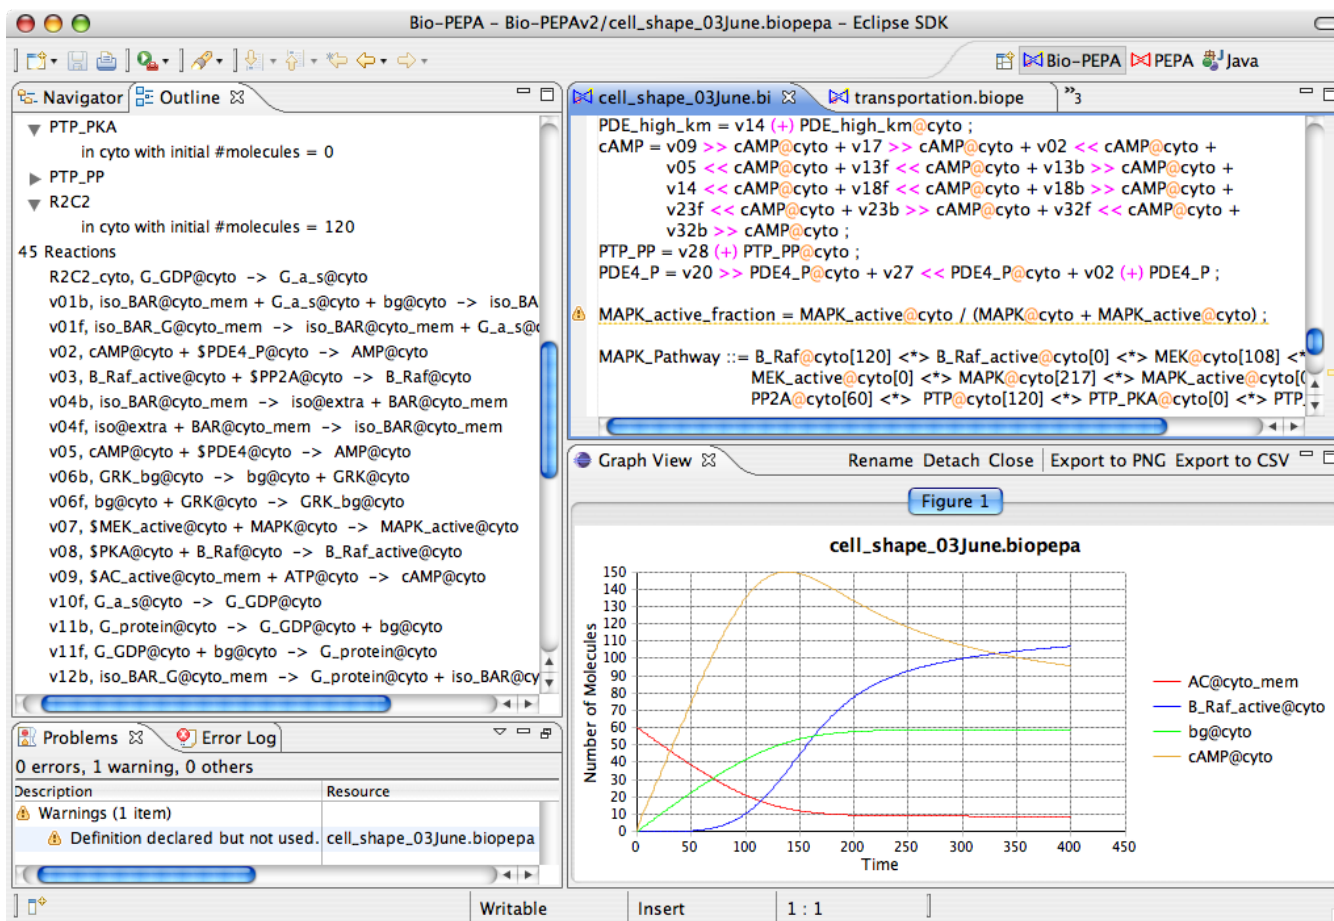 Bio-PEPA – Bio-PEPAv2/cell_shape_03June.biopepa – Eclipse SDK
Bio-PEPA PEPA Java
Navigator Outline
PTP_PKA
in cyto with initial #molecules = 0
PTP_PP
R2C2
in cyto with initial #molecules = 120
45 Reactions
R2C2_cyto, G_GDP@cyto -> G_a_s@cyto
v01b, iso_BAR@cyto_mem + G_a_s@cyto + bg@cyto -> iso_BA
v01f, iso_BAR_G@cyto_mem -> iso_BAR@cyto_mem + G_a_s@c
v02, cAMP@cyto + $PDE4_P@cyto -> AMP@cyto
v03, B_Raf_active@cyto + $PP2A@cyto -> B_Raf@cyto
v04b, iso_BAR@cyto_mem -> iso@extra + BAR@cyto_mem
v04f, iso@extra + BAR@cyto_mem -> iso_BAR@cyto_mem
v05, cAMP@cyto + $PDE4@cyto -> AMP@cyto
v06b, GRK_bg@cyto -> bg@cyto + GRK@cyto
v06f, bg@cyto + GRK@cyto -> GRK_bg@cyto
v07, $MEK_active@cyto + MAPK@cyto -> MAPK_active@cyto
v08, $PKA@cyto + B_Raf@cyto -> B_Raf_active@cyto
v09, $AC_active@cyto_mem + ATP@cyto -> cAMP@cyto
v10f, G_a_s@cyto -> G_GDP@cyto
v11b, G_protein@cyto -> G_GDP@cyto + bg@cyto
v11f, G_GDP@cyto + bg@cyto -> G_protein@cyto
v12b, iso_BAR_G@cyto_mem -> G_protein@cyto + iso_BAR@cy
Problems Error Log
0 errors, 1 warning, 0 others
Description Resource
Warnings (1 item)
Definition declared but not used. cell_shape_03June.biopepa
cell_shape_03June.bi transportation.biope »3
PDE_high_km = v14 (+) PDE_high_km@cyto ;
cAMP = v09 >> cAMP@cyto + v17 >> cAMP@cyto + v02 << cAMP@cyto +
v05 << cAMP@cyto + v13f << cAMP@cyto + v13b >> cAMP@cyto +
v14 << cAMP@cyto + v18f << cAMP@cyto + v18b >> cAMP@cyto +
v23f << cAMP@cyto + v23b >> cAMP@cyto + v32f << cAMP@cyto +
v32b >> cAMP@cyto ;
PTP_PP = v28 (+) PTP_PP@cyto ;
PDE4_P = v20 >> PDE4_P@cyto + v27 << PDE4_P@cyto + v02 (+) PDE4_P ;
MAPK_active_fraction = MAPK_active@cyto / (MAPK@cyto + MAPK_active@cyto) ;
MAPK_Pathway ::= B_Raf@cyto[120] <*> B_Raf_active@cyto[0] <*> MEK@cyto[108] <*
MEK_active@cyto[0] <*> MAPK@cyto[217] <*> MAPK_active@cyto[0
PP2A@cyto[60] <*> PTP@cyto[120] <*> PTP_PKA@cyto[0] <*> PTP_
Graph View Rename Detach Close Export to PNG Export to CSV
Figure 1
cell_shape_03June.biopepa
150
140
130
120
110
100
90
80
70
60
50
40
30
20
10
0
Number of Molecules
0 50 100 150 200 250 300 350 400 450
Time
AC@cyto_mem
B_Raf_active@cyto
bg@cyto
cAMP@cyto
Writable Insert 1 : 1